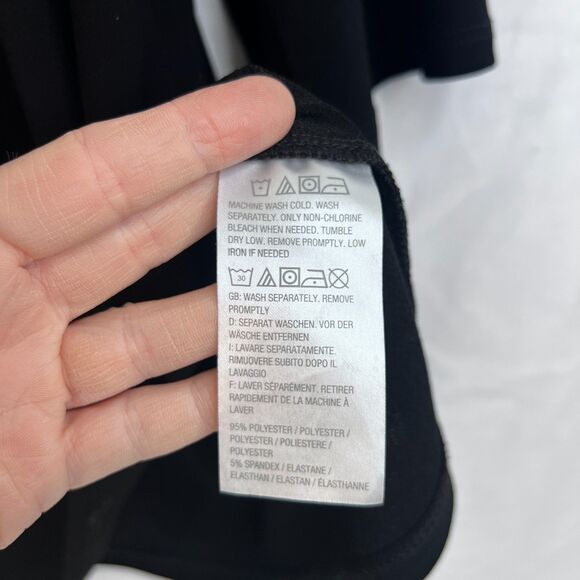 MACHINE WASH COLD. WASH
SEPARATELY. ONLY NON-CHLORINE
BLEACH WHEN NEEDED. TUMBLE
DRY LOW. REMOVE PROMPTLY. LOW
IRON IF NEEDED
30
GB: WASH SEPARATELY. REMOVE
PROMPTLY
D: SEPARAT WASCHEN. VOR DER
WÄSCHE ENTFERNEN
I: LAVARE SEPARATAMENTE.
RIMUOVERE SUBITO DOPO IL
LAVAGGIO
F: LAVER SÉPARÉMENT. RETIRER
RAPIDEMENT DE LA MACHINE À
LAVER
95% POLYESTER / POLYESTER /
POLYESTER / POLIESTERE /
POLYESTER
5% SPANDEX / ELASTANE /
ELASTHAN / ELASTAN / ÉLASTHANNE